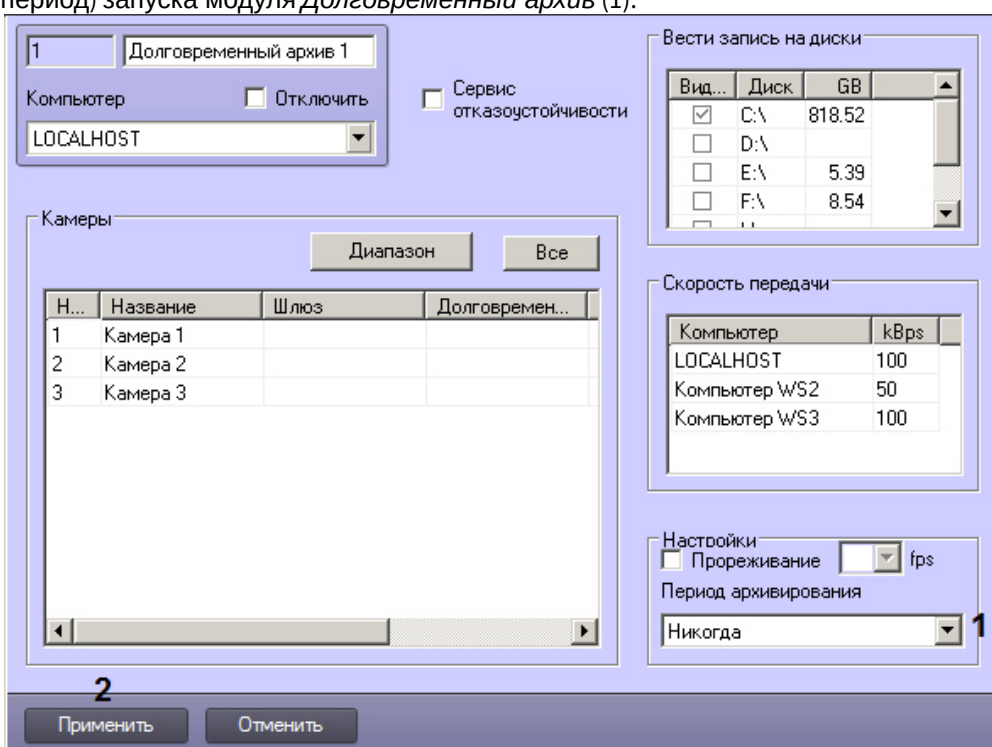 период) запуска модуля Долговременный архив (1).
1 Долговременный архив 1
Компьютер Отключить
LOCALHOST
Сервис
отказоустойчивости
Вести запись на диски
Вид... Диск GB
C:\ 818.52
D:\
E:\ 5.39
F:\ 8.54
Камеры
Диапазон Все
Н... Название Шлюз Долговремен...
1 Камера 1
2 Камера 2
3 Камера 3
Скорость передачи
Компьютер kBps
LOCALHOST 100
Компьютер WS2 50
Компьютер WS3 100
Настройки
Прореживание fps
Период архивирования
Никогда 1
2
Применить Отменить